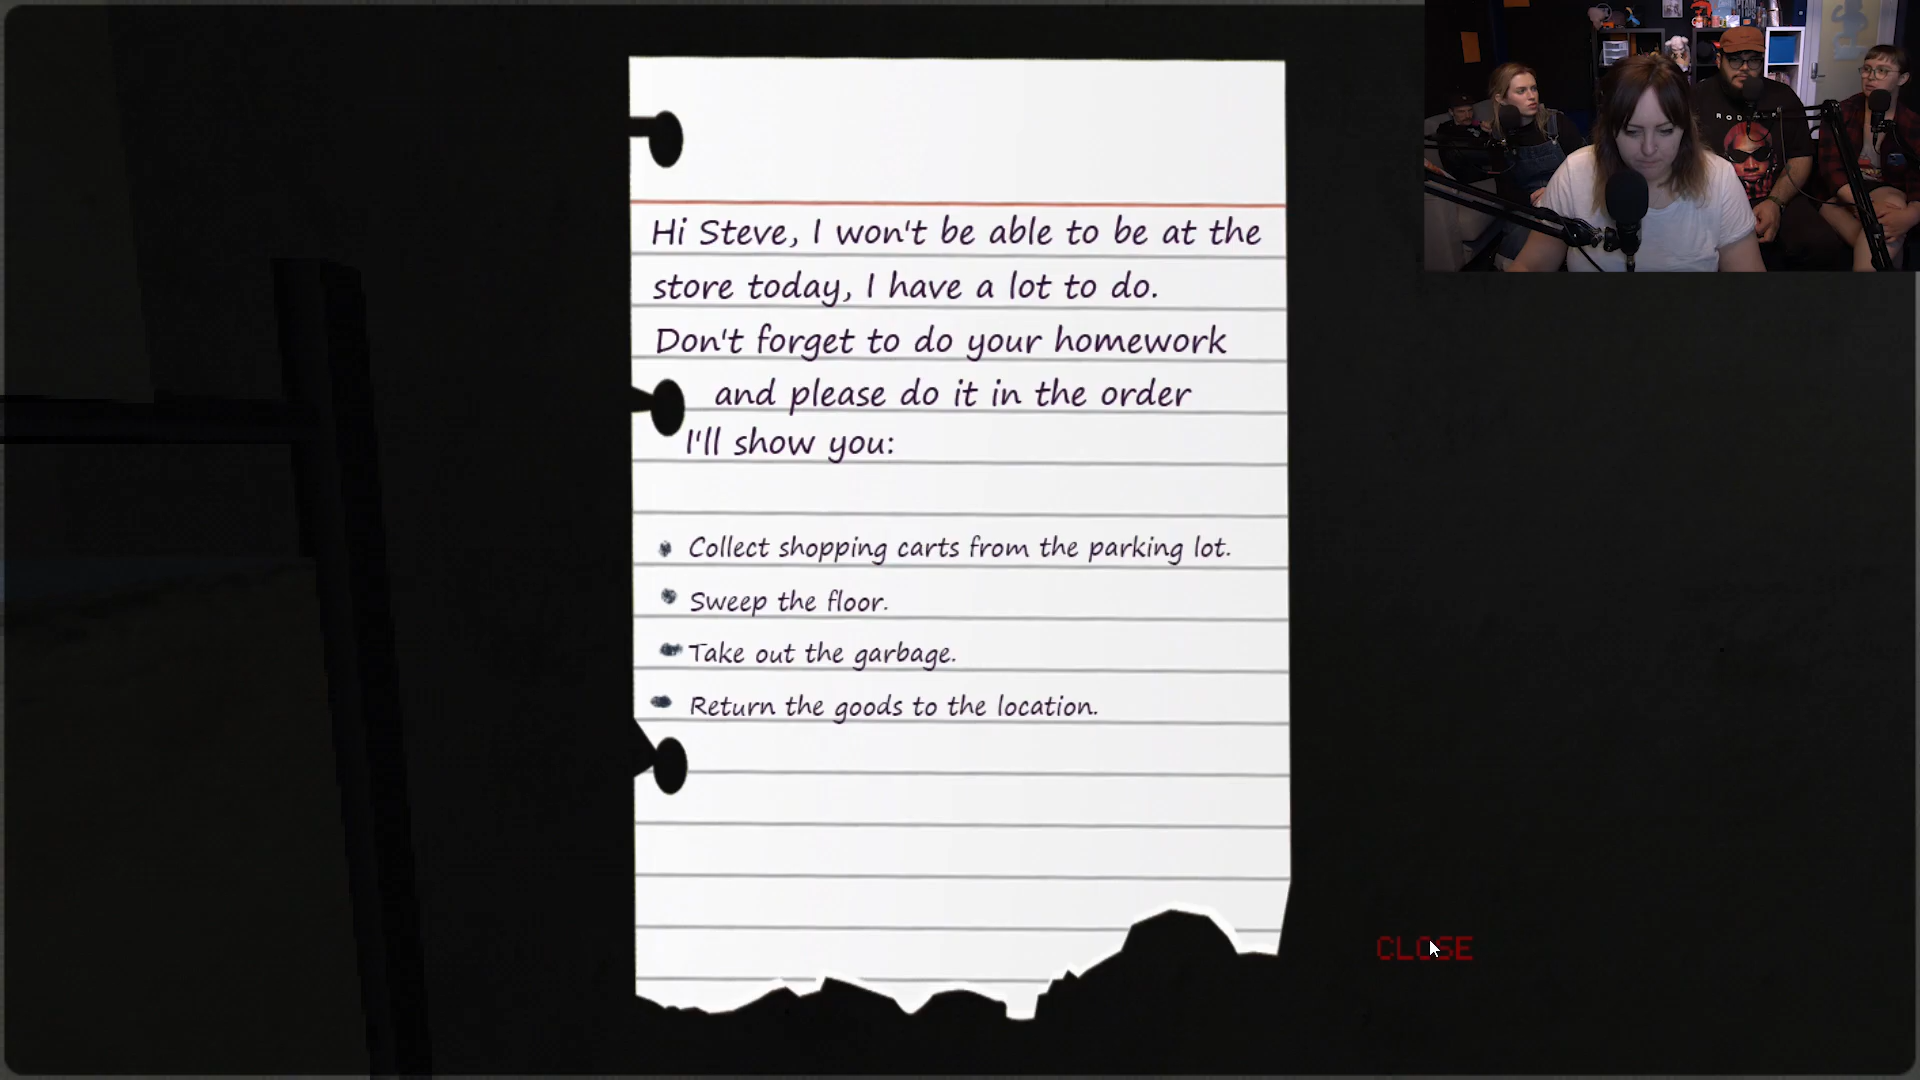 Hi Steve, I won't be able to be at the
store today, I have a lot to do.
Don't forget to do your homework
and please do it in the order
I'll show you:
Collect shopping carts from the parking lot.
Sweep the floor.
Take out the garbage.
Return the goods to the location.
CLOSE